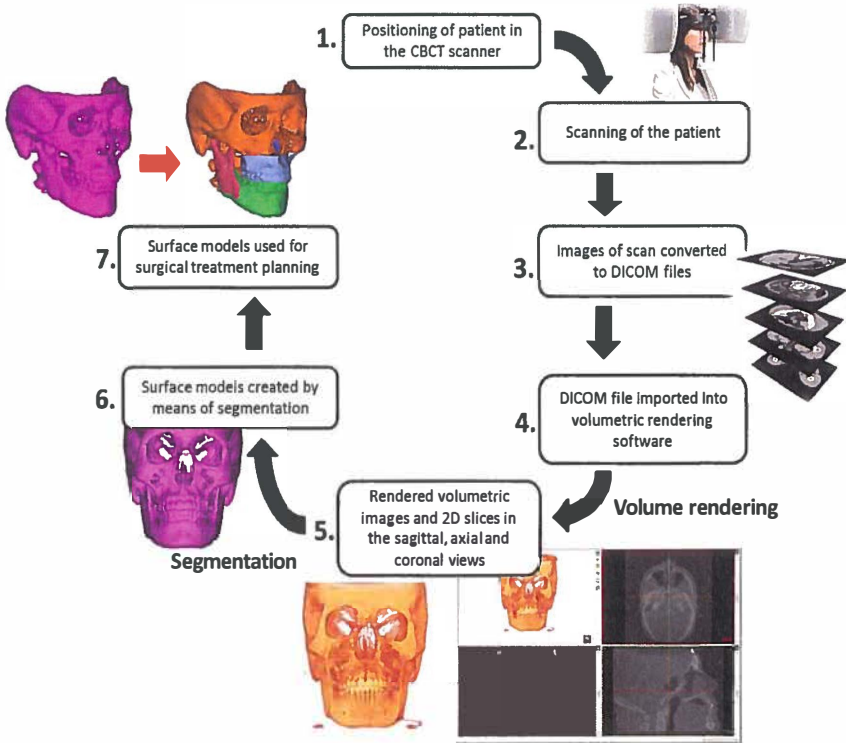 1.
Positioning of patient in
the CBCT scanner
2.
Scanning of the patient
3.
Images of scan converted
to DICOM files
4.
DICOM file imported Into
volumetric rendering
software
Volume rendering
5.
Rendered volumetric
images and 2D slices in
the sagittal, axial and
coronal views
Segmentation
6.
Surface models created by
means of segmentation
7.
Surface models used for
surgical treatment planning